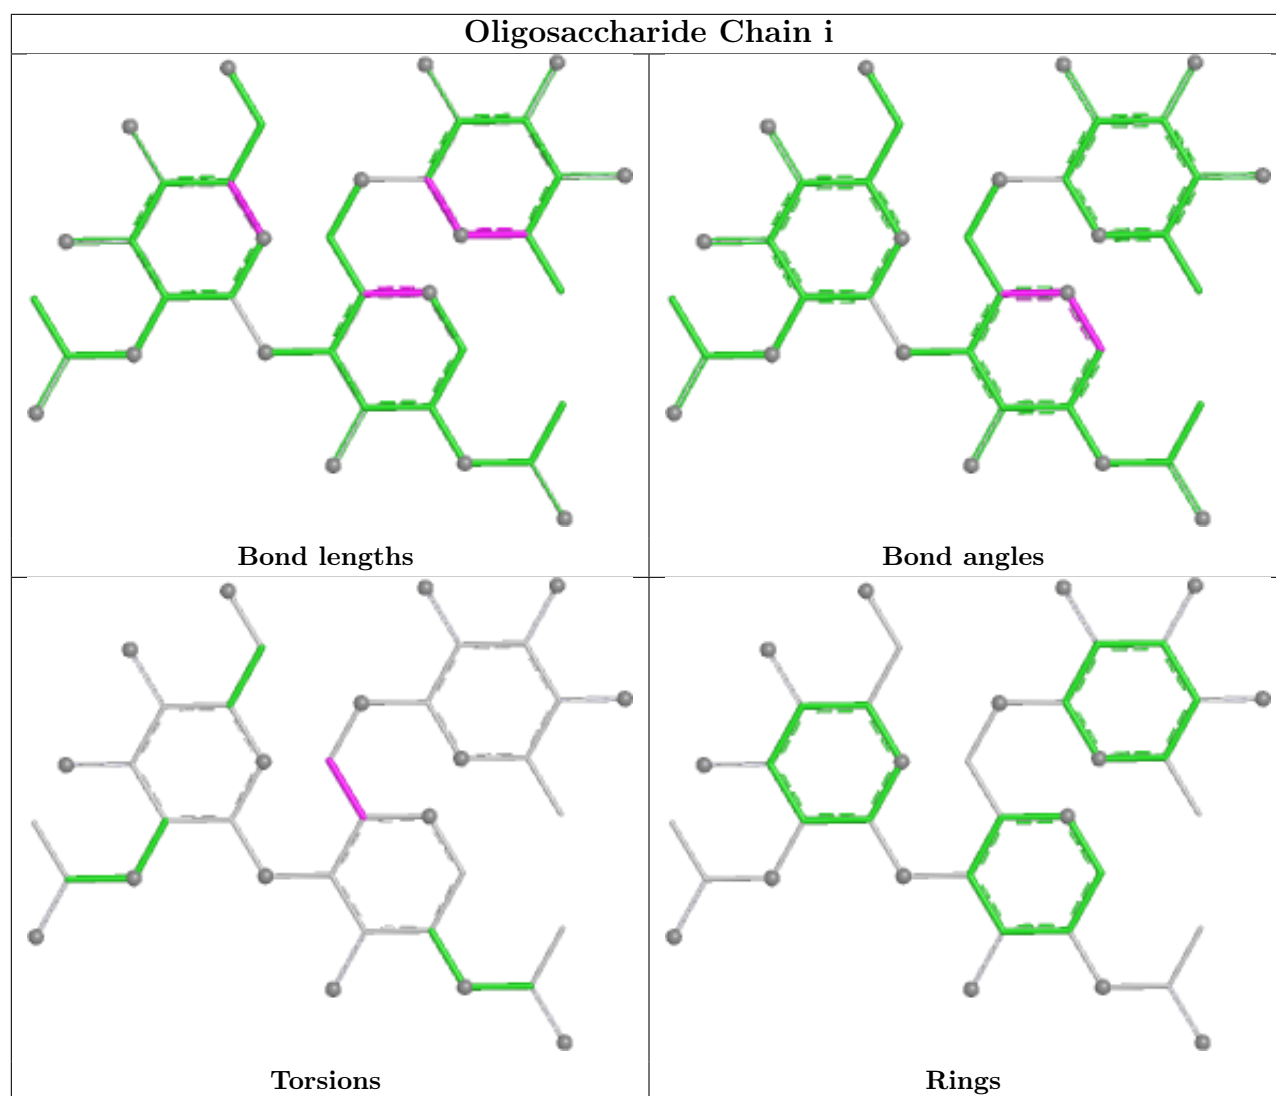 Oligosaccharide Chain i
Bond lengths
Bond angles
Torsions
Rings